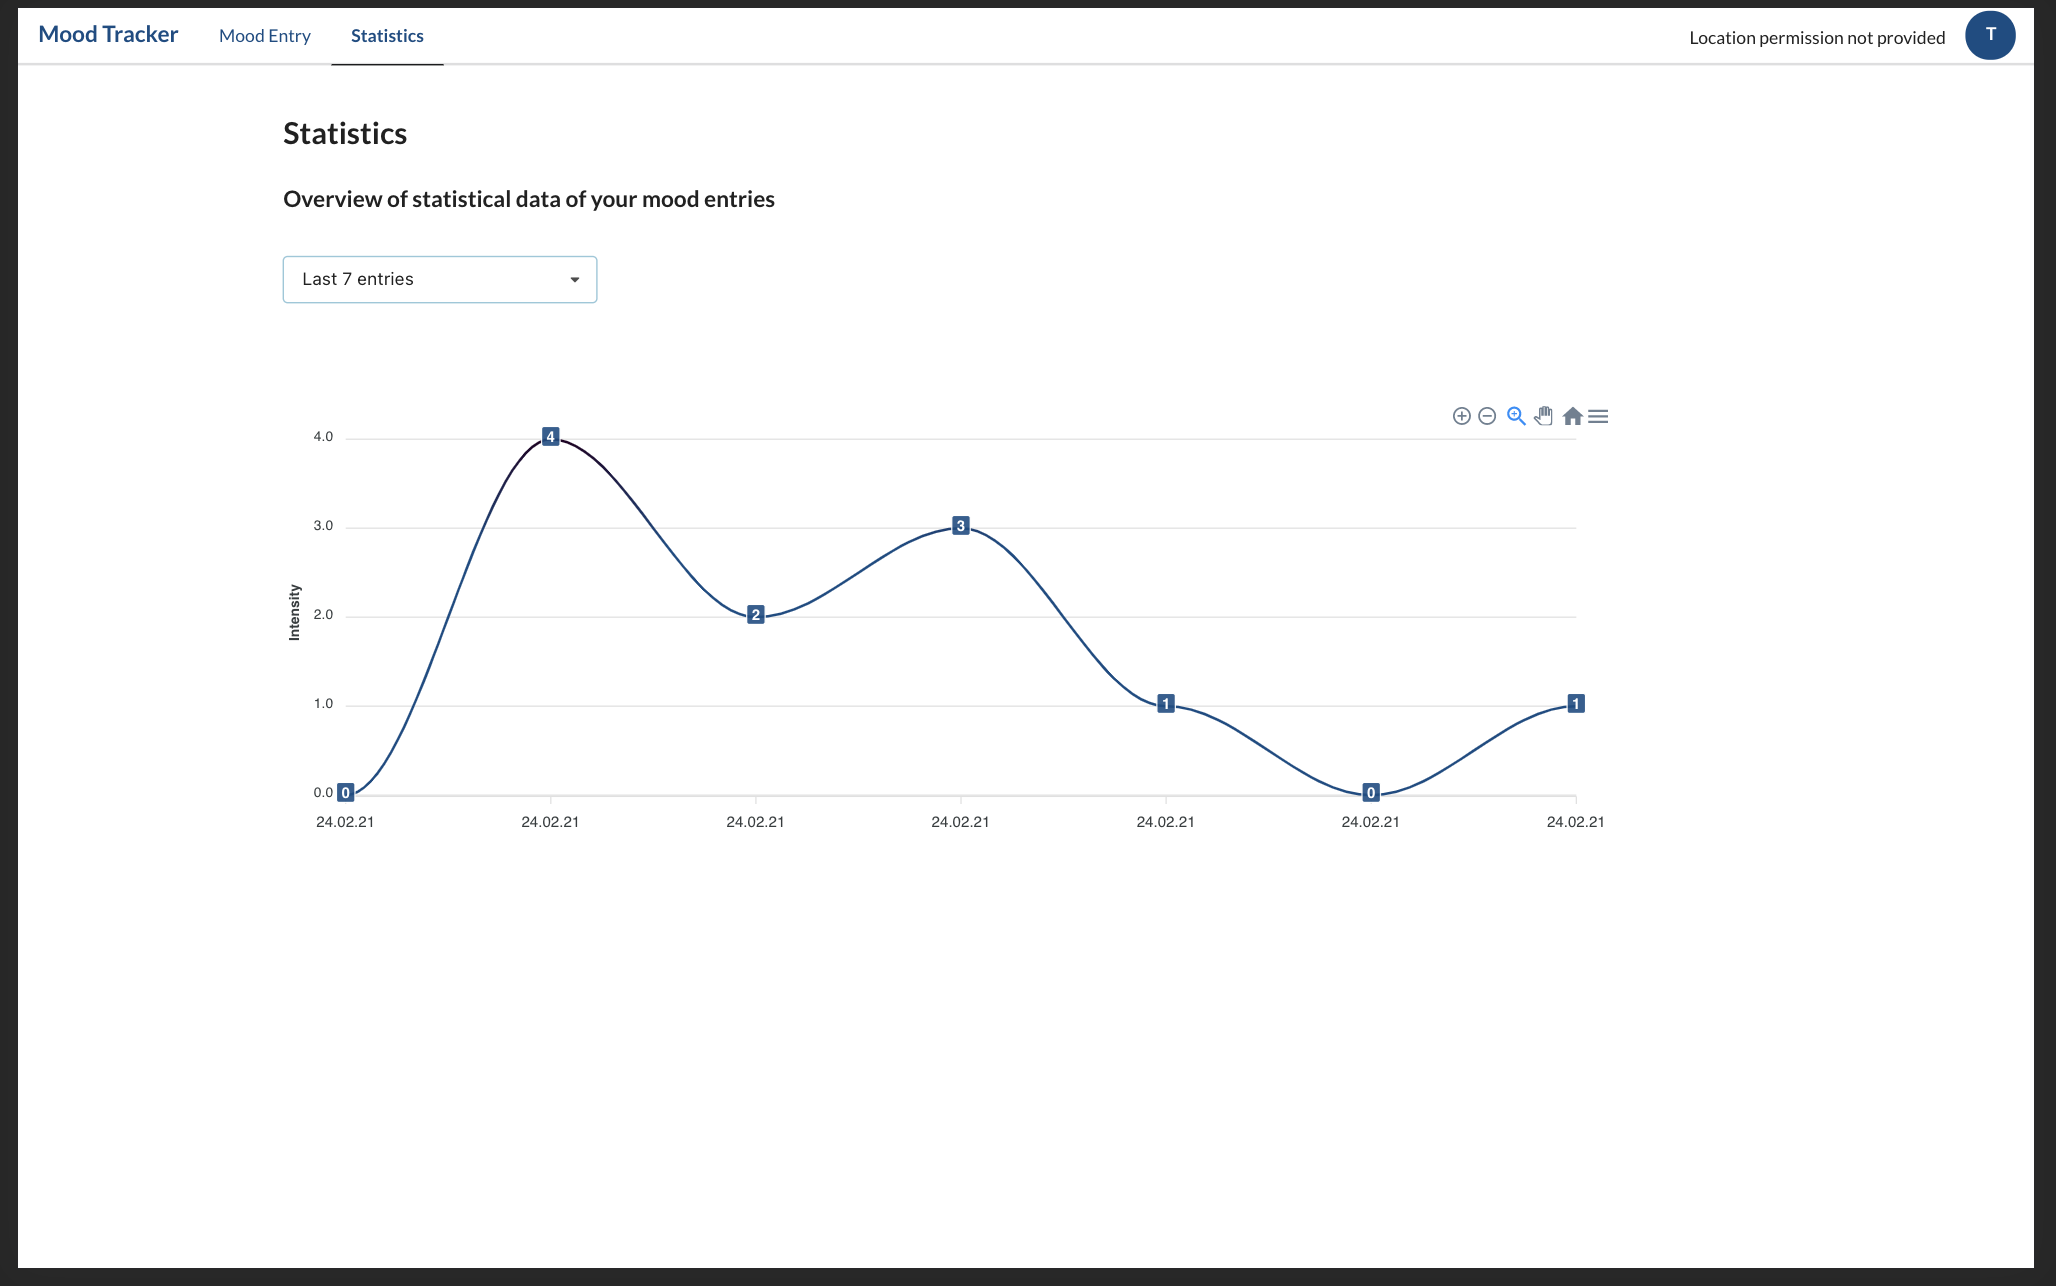 Mood Tracker Mood Entry Statistics Location permission not provided T
Statistics
Overview of statistical data of your mood entries
Last 7 entries
4.0 4
3.0 3
2.0 2
1.0 1 1
0.0 0 0
Intensity
24.02.21 24.02.21 24.02.21 24.02.21 24.02.21 24.02.21 24.02.21